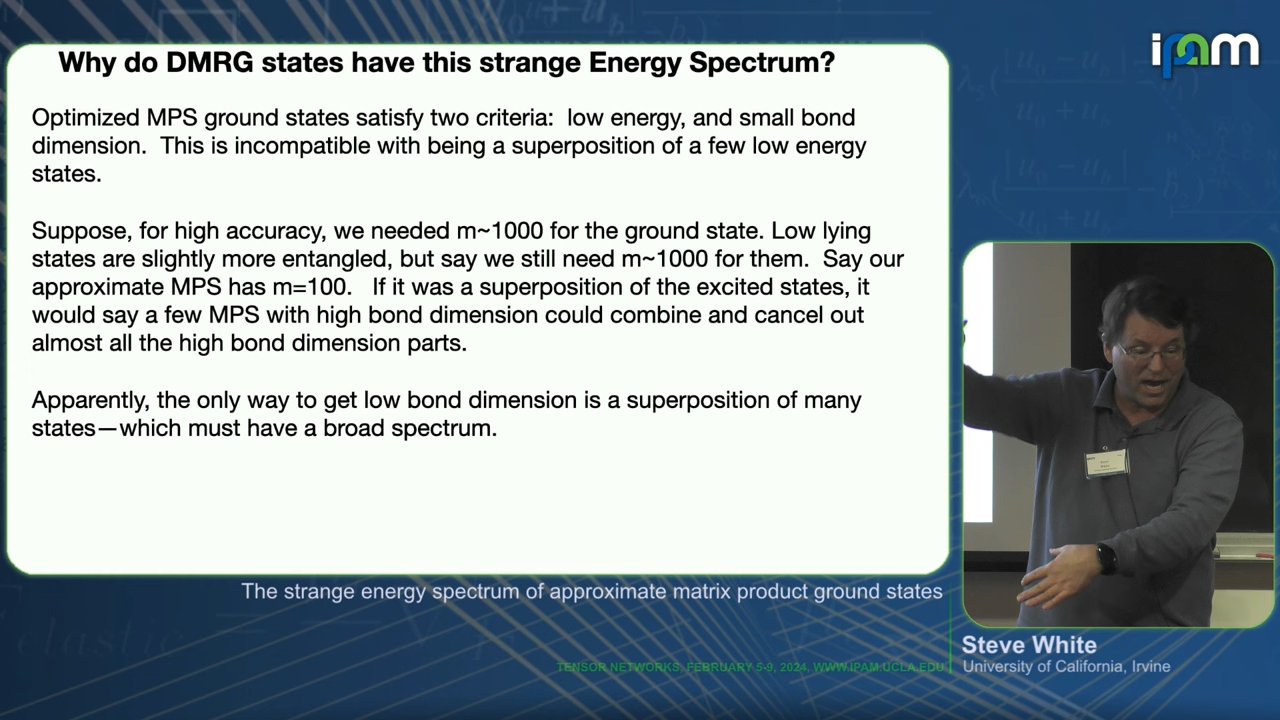 Why do DMRG states have this strange Energy Spectrum?
Optimized MPS ground states satisfy two criteria:  low energy, and small bond
dimension.  This is incompatible with being a superposition of a few low energy
states.
Suppose, for high accuracy, we needed m~1000 for the ground state. Low lying
states are slightly more entangled, but say we still need m~1000 for them.  Say our
approximate MPS has m=100.   If it was a superposition of the excited states, it
would say a few MPS with high bond dimension could combine and cancel out
almost all the high bond dimension parts.
Apparently, the only way to get low bond dimension is a superposition of many
states—which must have a broad spectrum.
ipam
The strange energy spectrum of approximate matrix product ground states
Steve White
University of California, Irvine
TENSOR NETWORKS, FEBRUARY 5-9, 2024, WWW.IPAM.UCLA.EDU
elastic